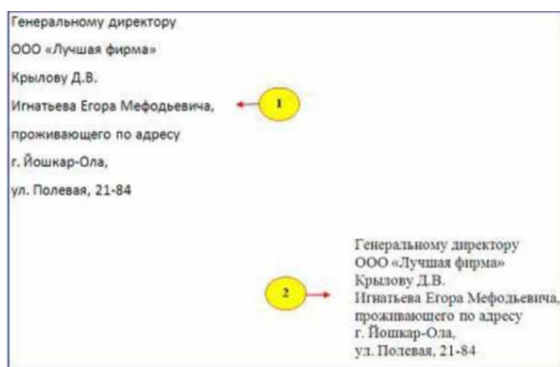 Генеральному директору
ООО «Лучшая фирма»
Крылову Д.В.
Игнатьева Егора Мефодьевича,
1
проживающего по адресу
г. Йошкар-Ола,
ул. Полевая, 21-84
Генеральному директору
ООО «Лучшая фирма»
Крылову Д.В.
2
Игнатьева Егора Мефодьевича,
проживающего по адресу
г. Йошкар-Ола,
ул. Полевая, 21-84